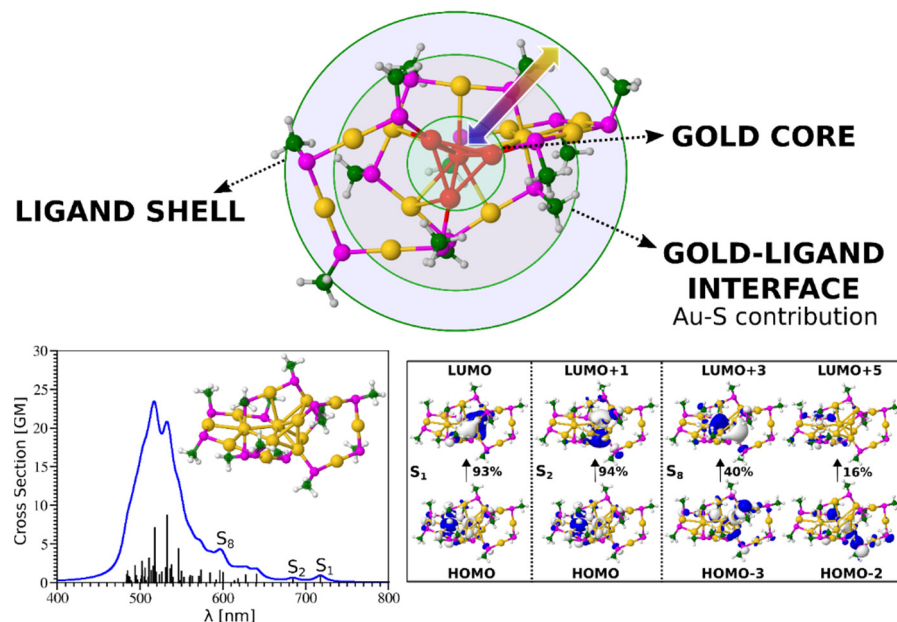 GOLD CORE
LIGAND SHELL
GOLD-LIGAND
INTERFACE
Au-S contribution
30
25
20
15
10
5
0
Cross Section [GM]
S8
S2
S1
400
500
600
700
800
λ [nm]
LUMO
LUMO+1
LUMO+3
LUMO+5
S1
93%
S2
94%
S8
40%
16%
HOMO
HOMO
HOMO-3
HOMO-2